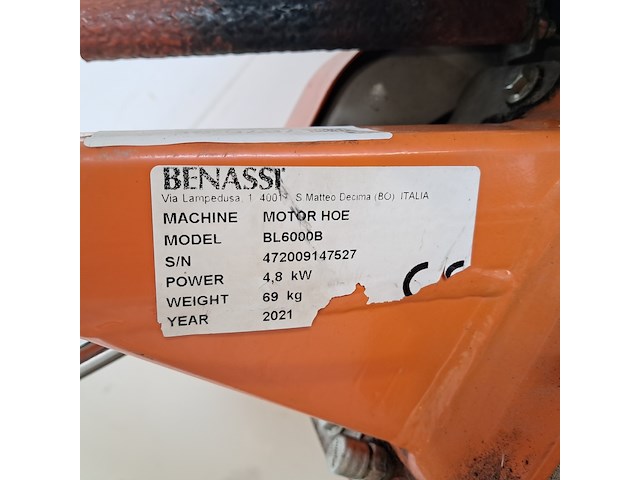 BENASSI
Via Lampedusa, 1 40017 S.Matteo Decima (BO) ITALIA
MACHINE MOTOR HOE
MODEL BL6000B
S/N 472009147527
POWER 4,8 kW
WEIGHT 69 kg
YEAR 2021
CE